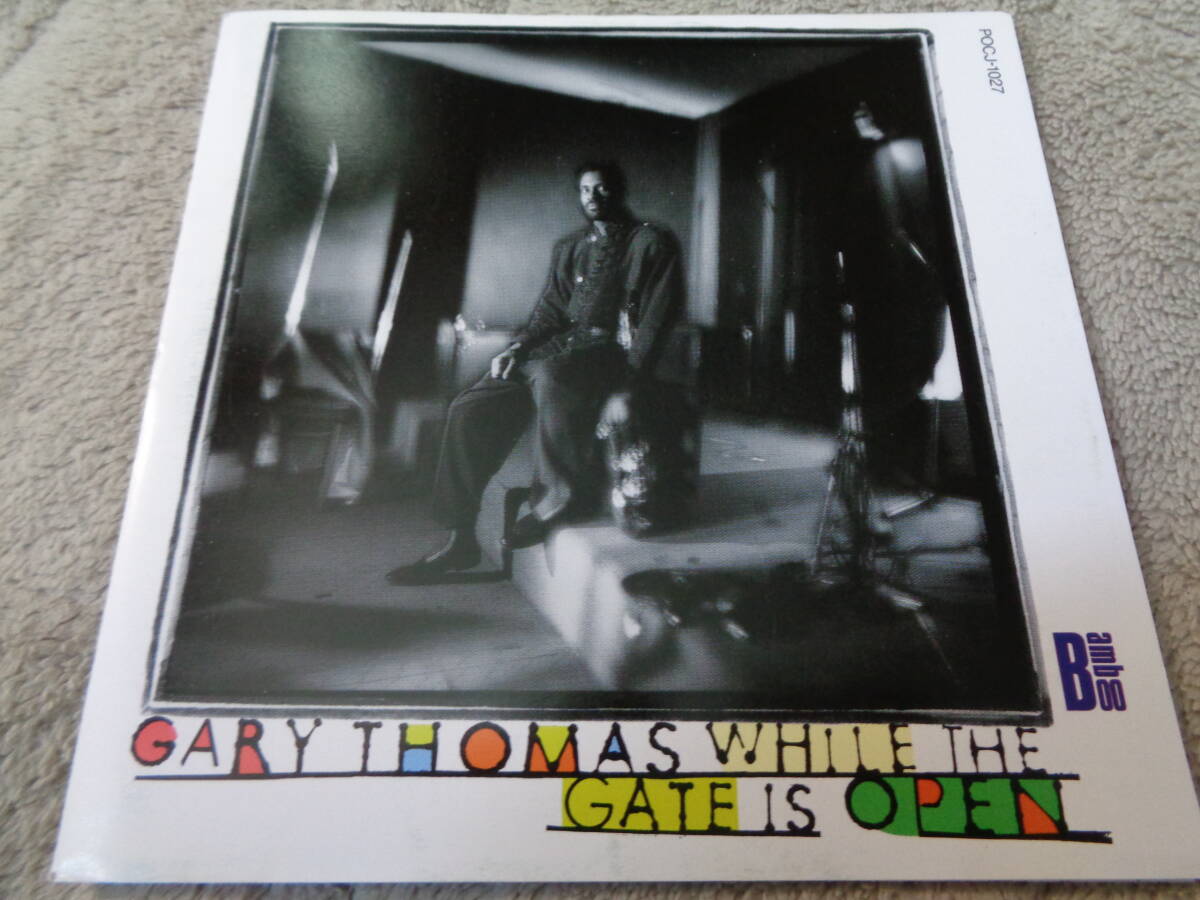 POCJ-1027
Bamboo
GARY THOMAS WHILE THE
GATE IS OPEN